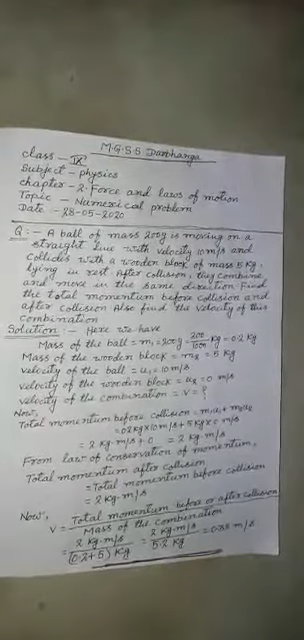 M.G.S.S Darbhanga
class - IX
Subject - physics
chapter - 2. Force and laws of motion
Topic - Numerical problem
Date - 28-05-2020
Q:- A ball of mass 200g is moving on a
straight line with velocity 10 m/s and
collides with a wooden block of mass 5 Kg.
lying in rest. After collision, they combine
and move in the same direction. Find
the total momentum before collision and
after collision. Also find the velocity of this
combination
Solution :- Here we have
Mass of the ball = m₁ = 200g = 200/1000 Kg = 0.2 Kg
Mass of the wooden block = m₂ = 5 Kg
velocity of the ball = u₁ = 10 m/s
velocity of the wooden block = u₂ = 0 m/s
velocity of the combination = v = ?
Now,
Total momentum before collision = m₁u₁ + m₂u₂
= 0.2 kg x 10 m/s + 5 Kg x 0 m/s
= 2 kg.m/s + 0 = 2 kg.m/s
From law of conservation of momentum,
Total momentum after collision
= Total momentum before collision
= 2 kg.m/s
Now, v = Total momentum before or after collision / Mass of the combination
= 2 kg.m/s / (0.2+5) Kg = 2 kg.m/s / 5.2 kg = 0.38 m/s